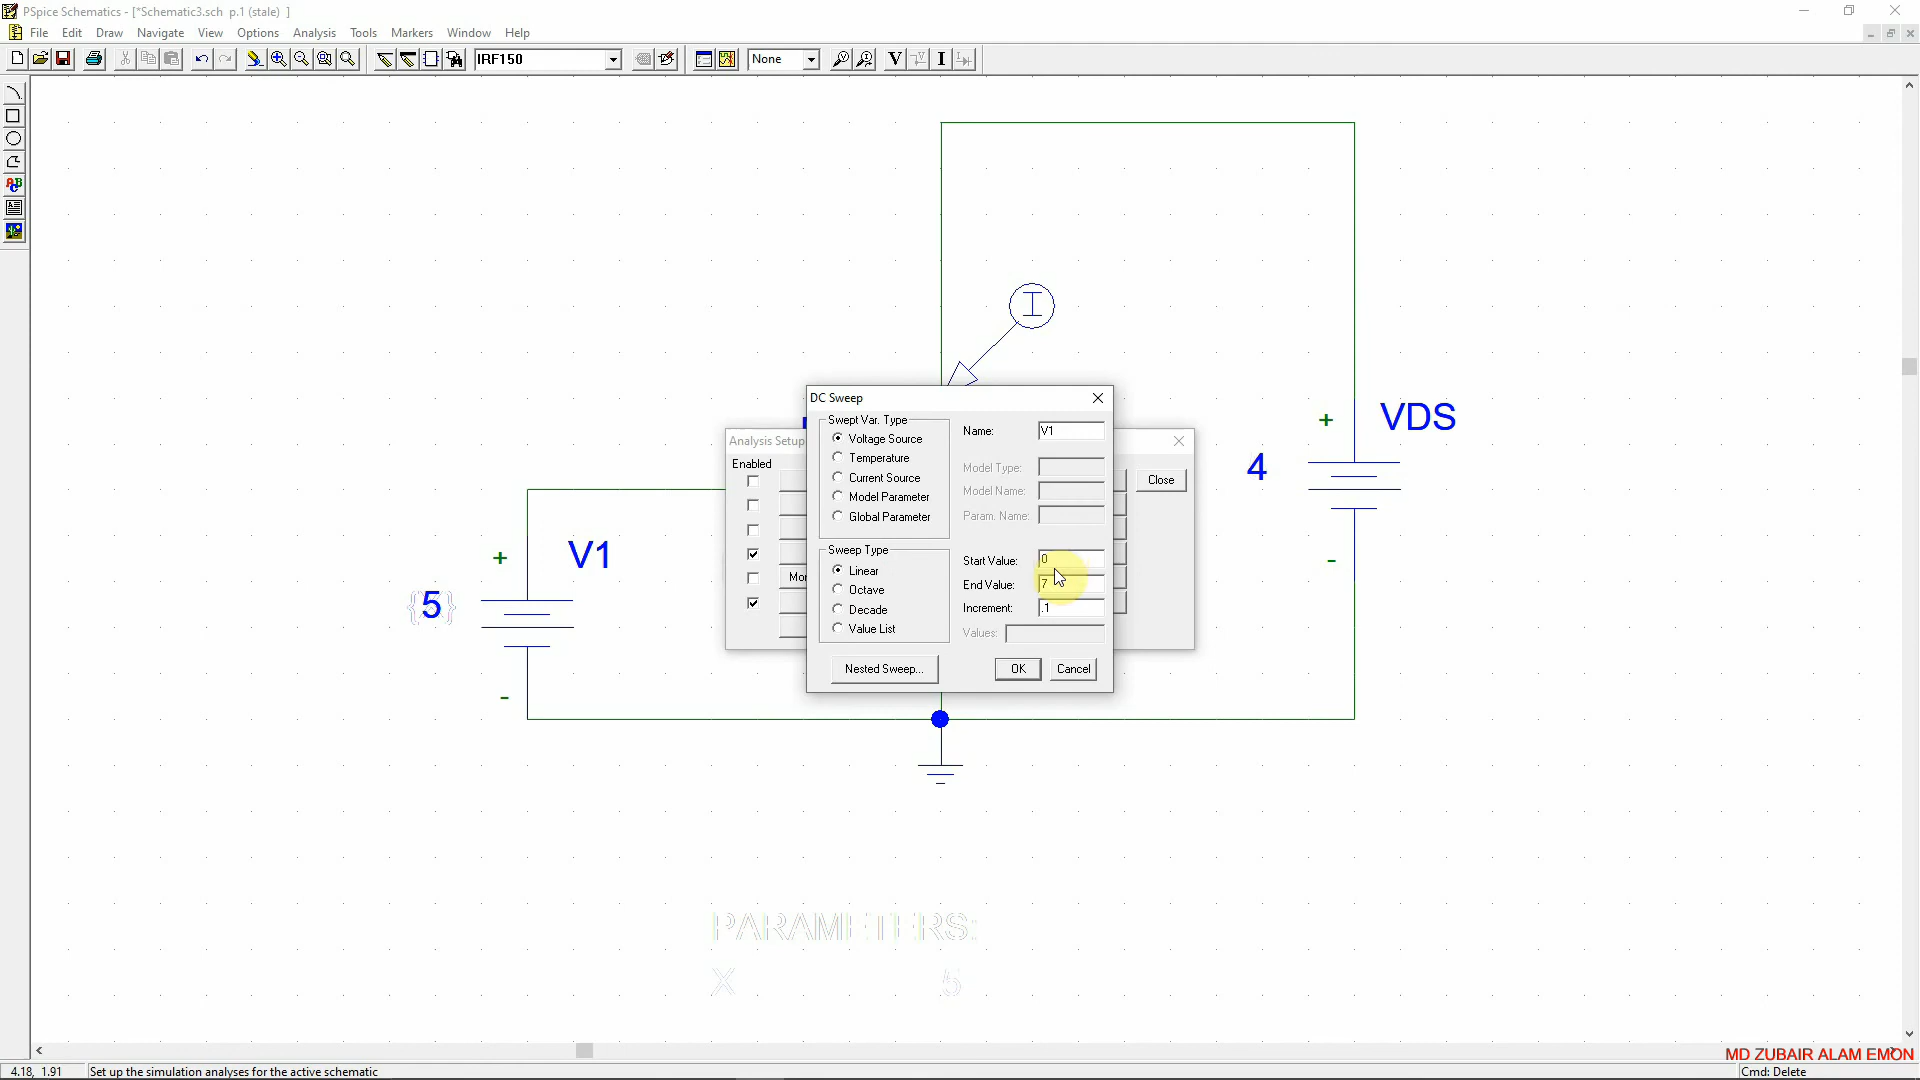 PSpice Schematics - [*Schematic3.sch p.1 (stale) ]
File Edit Draw Navigate View Options Analysis Tools Markers Window Help
IRF150
None
V
I
ABC
I
DC Sweep
Swept Var. Type
Voltage Source
Temperature
Current Source
Model Parameter
Global Parameter
Name: V1
Model Type:
Model Name:
Param. Name:
Sweep Type
Linear
Octave
Decade
Value List
Start Value: 0
End Value: 7
Increment: .1
Values:
Nested Sweep...
OK
Cancel
Analysis Setup
Enabled
Close
+ VDS
4
-
+ V1
5
-
PARAMETERS:
X 5
MD ZUBAIR ALAM EMON
4.18, 1.91 Set up the simulation analyses for the active schematic Cmd: Delete